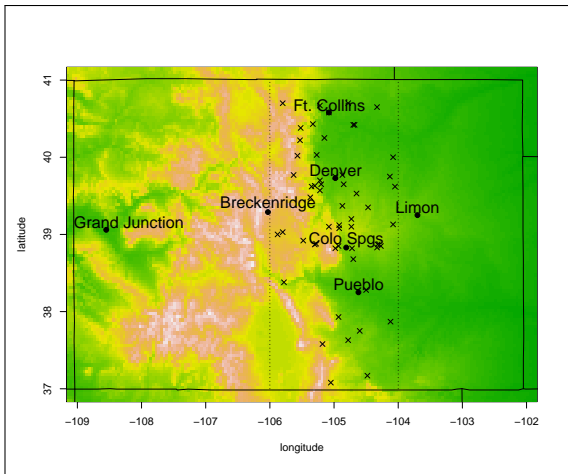 41
Ft. Collins
40
Denver
Breckenridge
Limon
Grand Junction
39
Colo Spgs
Pueblo
38
37
latitude
−109
−108
−107
−106
−105
−104
−103
−102
longitude